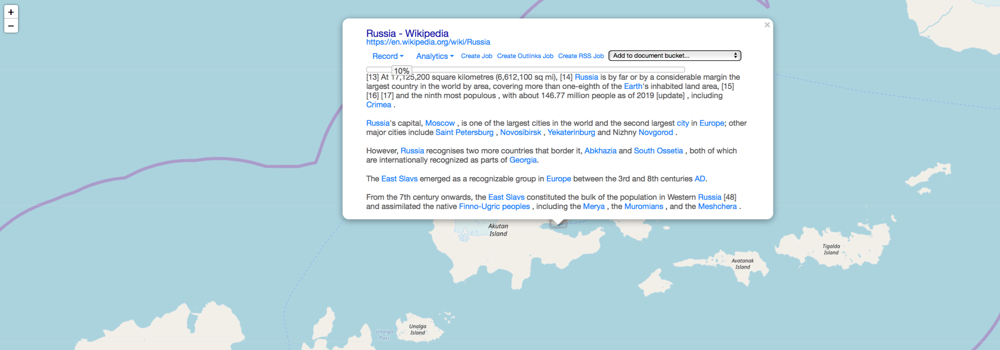 +
−
Russia - Wikipedia
×
https://en.wikipedia.org/wiki/Russia
Record Analytics Create Job Create Outlinks Job Create RSS Job Add to document bucket...
10%
[13] At 17,125,200 square kilometres (6,612,100 sq mi), [14] Russia is by far or by a considerable margin the
largest country in the world by area, covering more than one-eighth of the Earth's inhabited land area, [15]
[16] [17] and the ninth most populous , with about 146.77 million people as of 2019 [update] , including
Crimea .
Russia's capital, Moscow , is one of the largest cities in the world and the second largest city in Europe; other
major cities include Saint Petersburg , Novosibirsk , Yekaterinburg and Nizhny Novgorod .
However, Russia recognises two more countries that border it, Abkhazia and South Ossetia , both of which
are internationally recognized as parts of Georgia.
The East Slavs emerged as a recognizable group in Europe between the 3rd and 8th centuries AD.
From the 7th century onwards, the East Slavs constituted the bulk of the population in Western Russia [48]
and assimilated the native Finno-Ugric peoples , including the Merya , the Muromians , and the Meshchera .
Akutan
Island
Tigalda
Island
Avatanak
Island
Unalga
Island
Unalga
Pass